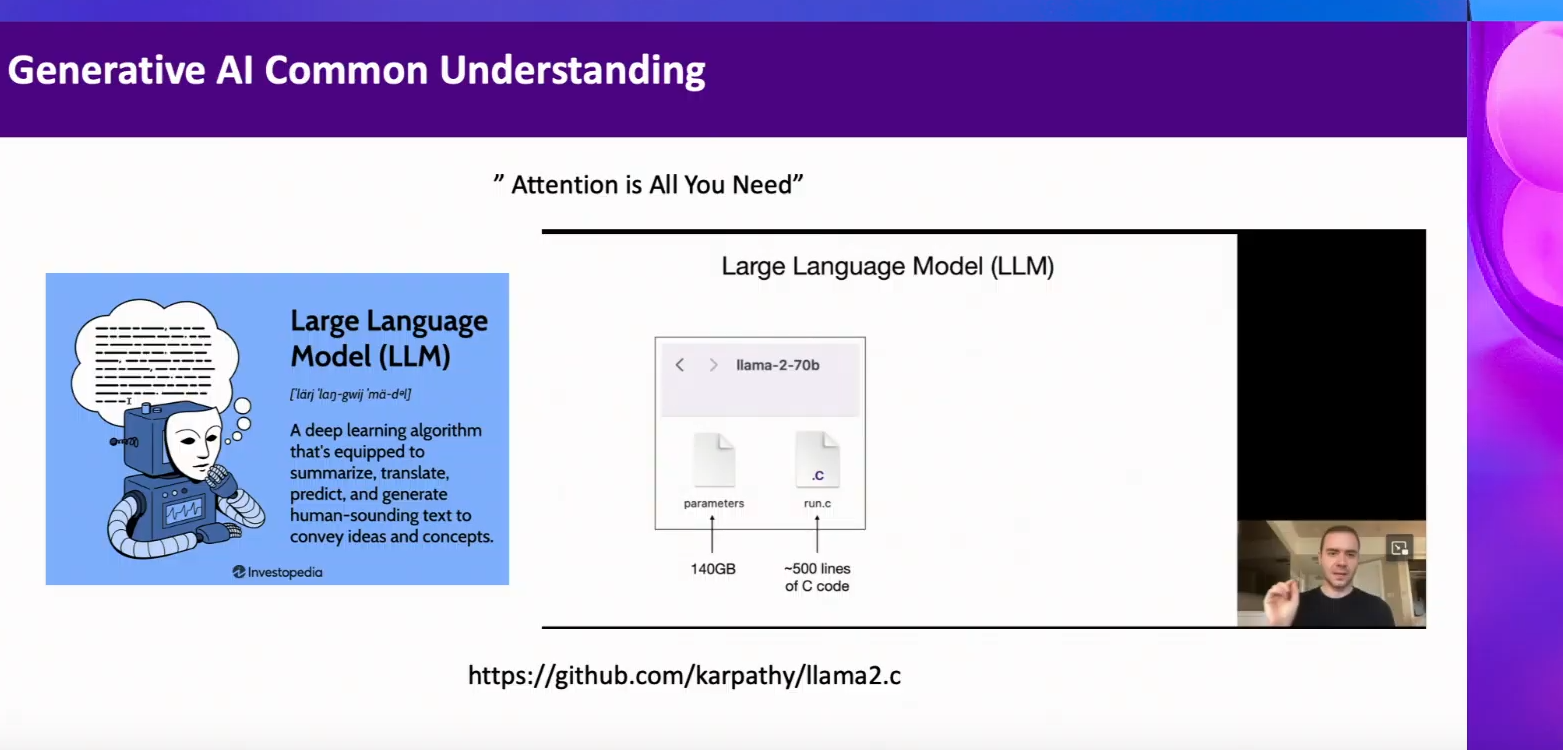 Generative AI Common Understanding
” Attention is All You Need”
Large Language
Model (LLM)
['lärj 'laŋ-gwij 'mä-dᵊl]
A deep learning algorithm
that's equipped to
summarize, translate,
predict, and generate
human-sounding text to
convey ideas and concepts.
Investopedia
Large Language Model (LLM)
llama-2-70b
.C
parameters
run.c
140GB
~500 lines
of C code
https://github.com/karpathy/llama2.c